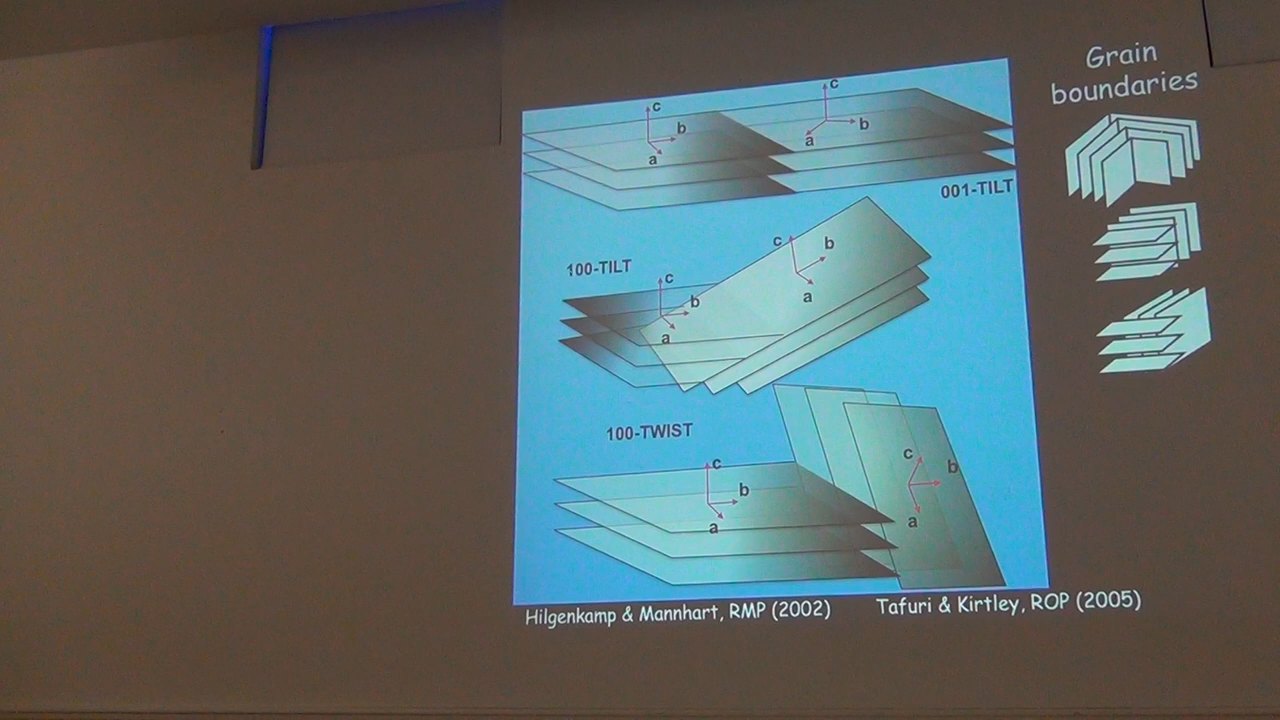 Grain
boundaries
c
c
b
b
a
a
001-TILT
c
b
100-TILT
c
a
b
a
100-TWIST
c
b
c
b
a
a
Hilgenkamp & Mannhart, RMP (2002)
Tafuri & Kirtley, ROP (2005)